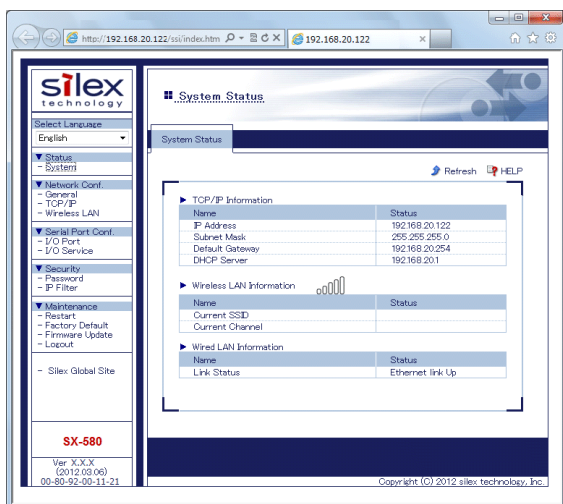 http://192.168.20.122/ssi/index.htm
192.168.20.122
silex
technology
Select Language
English
▼ Status
- System
▼ Network Conf.
- General
- TCP/IP
- Wireless LAN
▼ Serial Port Conf.
- I/O Port
- I/O Service
▼ Security
- Password
- IP Filter
▼ Maintenance
- Restart
- Factory Default
- Firmware Update
- Logout
- Silex Global Site
SX-580
Ver X.X.X
(2012.03.06)
00-80-92-00-11-21
System Status
System Status
Refresh HELP
▶ TCP/IP Information
Name Status
IP Address 192.168.20.122
Subnet Mask 255.255.255.0
Default Gateway 192.168.20.254
DHCP Server 192.168.20.1
▶ Wireless LAN Information
Name Status
Current SSID
Current Channel
▶ Wired LAN Information
Name Status
Link Status Ethernet link Up
Copyright (C) 2012 silex technology, Inc.